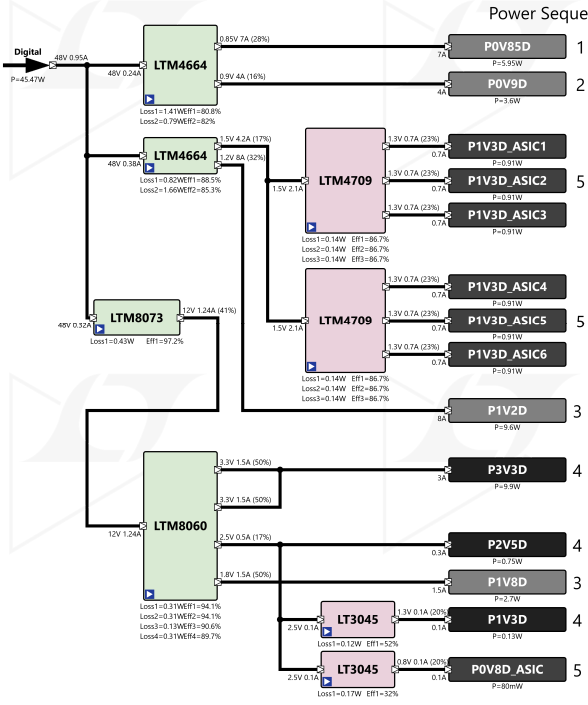 Power Seque
Digital
48V 0.95A
P=45.47W
48V 0.24A
LTM4664
0.85V 7A (28%)
0.9V 4A (16%)
Loss1=1.41WEff1=80.8%
Loss2=0.79WEff2=82%
7A
P0V85D
1
P=5.95W
4A
P0V9D
2
P=3.6W
48V 0.38A
LTM4664
1.5V 4.2A (17%)
1.2V 8A (32%)
Loss1=0.82WEff1=88.5%
Loss2=1.66WEff2=85.3%
1.5V 2.1A
LTM4709
1.3V 0.7A (23%)
1.3V 0.7A (23%)
1.3V 0.7A (23%)
Loss1=0.14W Eff1=86.7%
Loss2=0.14W Eff2=86.7%
Loss3=0.14W Eff3=86.7%
0.7A
P1V3D_ASIC1
P=0.91W
0.7A
P1V3D_ASIC2
5
P=0.91W
0.7A
P1V3D_ASIC3
P=0.91W
1.5V 2.1A
LTM4709
1.3V 0.7A (23%)
1.3V 0.7A (23%)
1.3V 0.7A (23%)
Loss1=0.14W Eff1=86.7%
Loss2=0.14W Eff2=86.7%
Loss3=0.14W Eff3=86.7%
0.7A
P1V3D_ASIC4
P=0.91W
0.7A
P1V3D_ASIC5
5
P=0.91W
0.7A
P1V3D_ASIC6
P=0.91W
48V 0.32A
LTM8073
12V 1.24A (41%)
Loss1=0.43W Eff1=97.2%
8A
P1V2D
3
P=9.6W
12V 1.24A
LTM8060
3.3V 1.5A (50%)
3.3V 1.5A (50%)
2.5V 0.5A (17%)
1.8V 1.5A (50%)
Loss1=0.31WEff1=94.1%
Loss2=0.31WEff2=94.1%
Loss3=0.13WEff3=90.6%
Loss4=0.31WEff4=89.7%
3A
P3V3D
4
P=9.9W
0.3A
P2V5D
4
P=0.75W
1.5A
P1V8D
3
P=2.7W
2.5V 0.1A
LT3045
1.3V 0.1A (20%)
Loss1=0.12W Eff1=52%
0.1A
P1V3D
4
P=0.13W
2.5V 0.1A
LT3045
0.8V 0.1A (20%)
Loss1=0.17W Eff1=32%
0.1A
P0V8D_ASIC
5
P=80mW